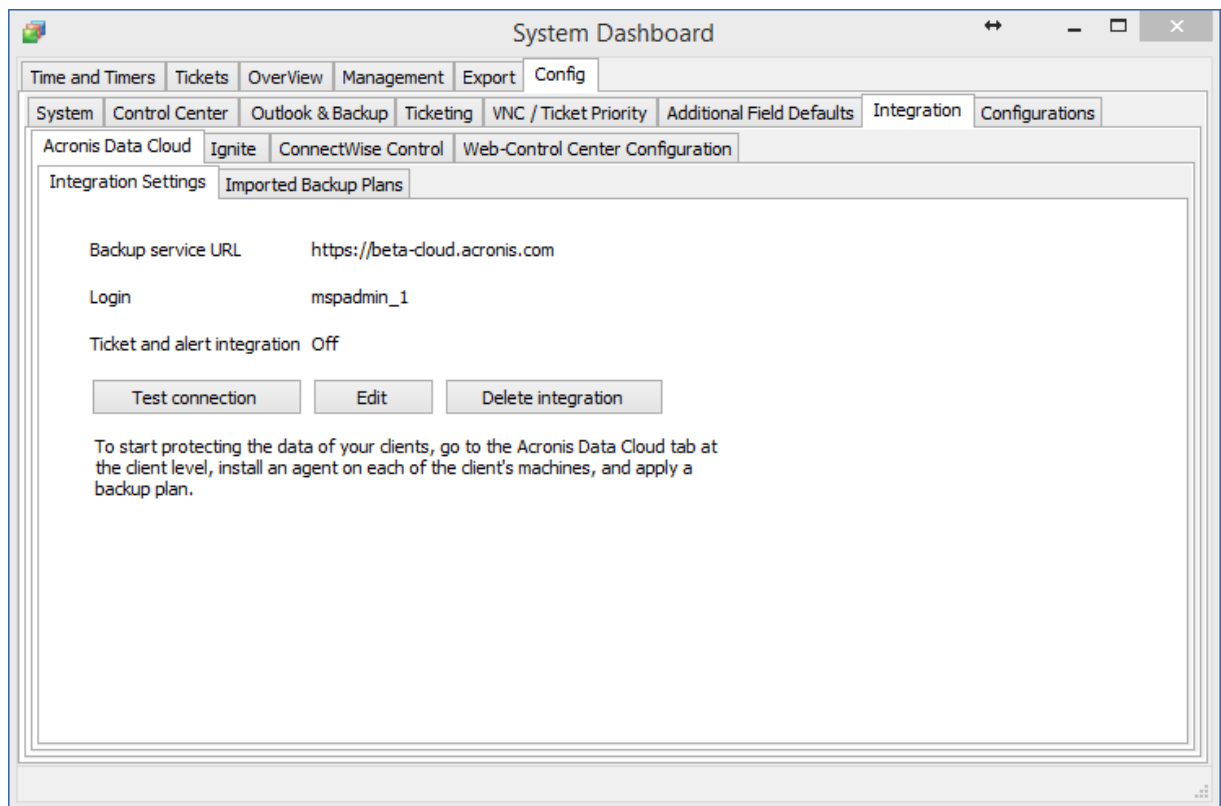 System Dashboard
Time and Timers Tickets OverView Management Export Config
System Control Center Outlook & Backup Ticketing VNC / Ticket Priority Additional Field Defaults Integration Configurations
Acronis Data Cloud Ignite ConnectWise Control Web-Control Center Configuration
Integration Settings Imported Backup Plans
Backup service URL https://beta-cloud.acronis.com
Login mspadmin_1
Ticket and alert integration Off
Test connection Edit Delete integration
To start protecting the data of your clients, go to the Acronis Data Cloud tab at
the client level, install an agent on each of the client's machines, and apply a
backup plan.